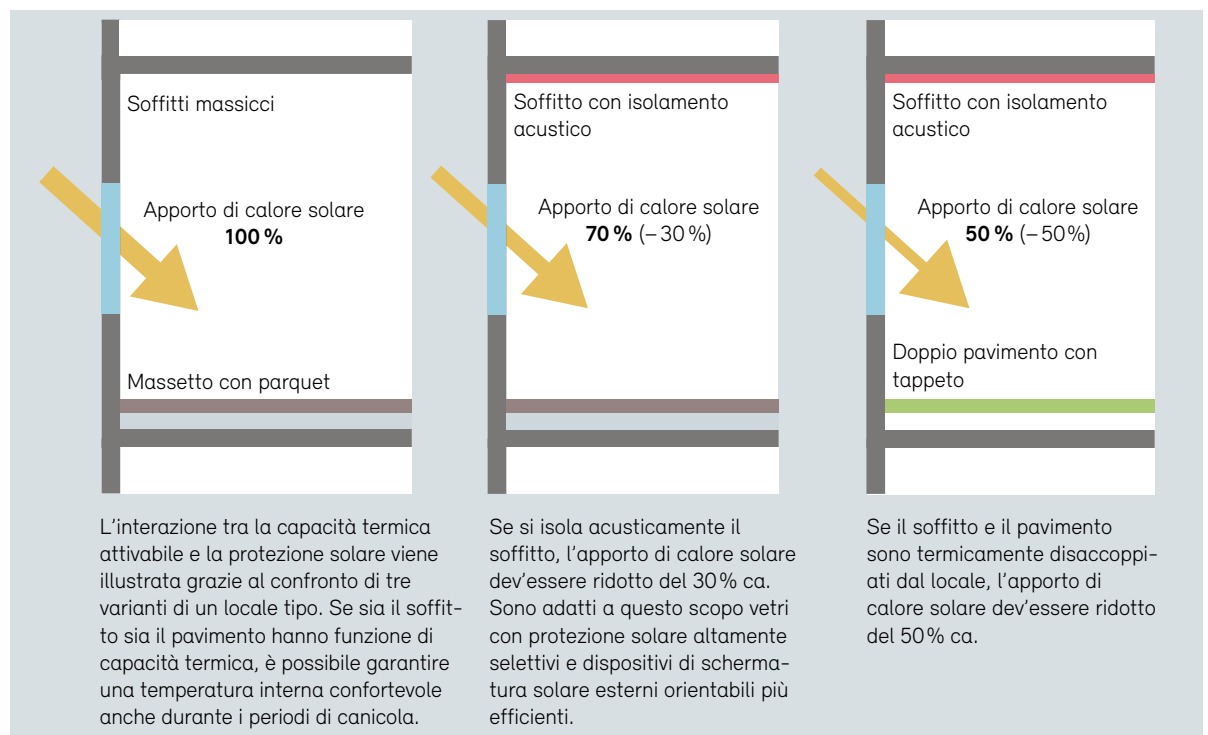 Soffitti massicci
Apporto di calore solare
100 %
Massetto con parquet
L'interazione tra la capacità termica
attivabile e la protezione solare viene
illustrata grazie al confronto di tre
varianti di un locale tipo. Se sia il soffit-
to sia il pavimento hanno funzione di
capacità termica, è possibile garantire
una temperatura interna confortevole
anche durante i periodi di canicola.
Soffitto con isolamento
acustico
Apporto di calore solare
70 % (– 30 %)
Se si isola acusticamente il
soffitto, l'apporto di calore solare
dev'essere ridotto del 30 % ca.
Sono adatti a questo scopo vetri
con protezione solare altamente
selettivi e dispositivi di scherma-
tura solare esterni orientabili più
efficienti.
Soffitto con isolamento
acustico
Apporto di calore solare
50 % (– 50 %)
Doppio pavimento con
tappeto
Se il soffitto e il pavimento
sono termicamente disaccoppi-
ati dal locale, l'apporto di
calore solare dev'essere ridotto
del 50 % ca.